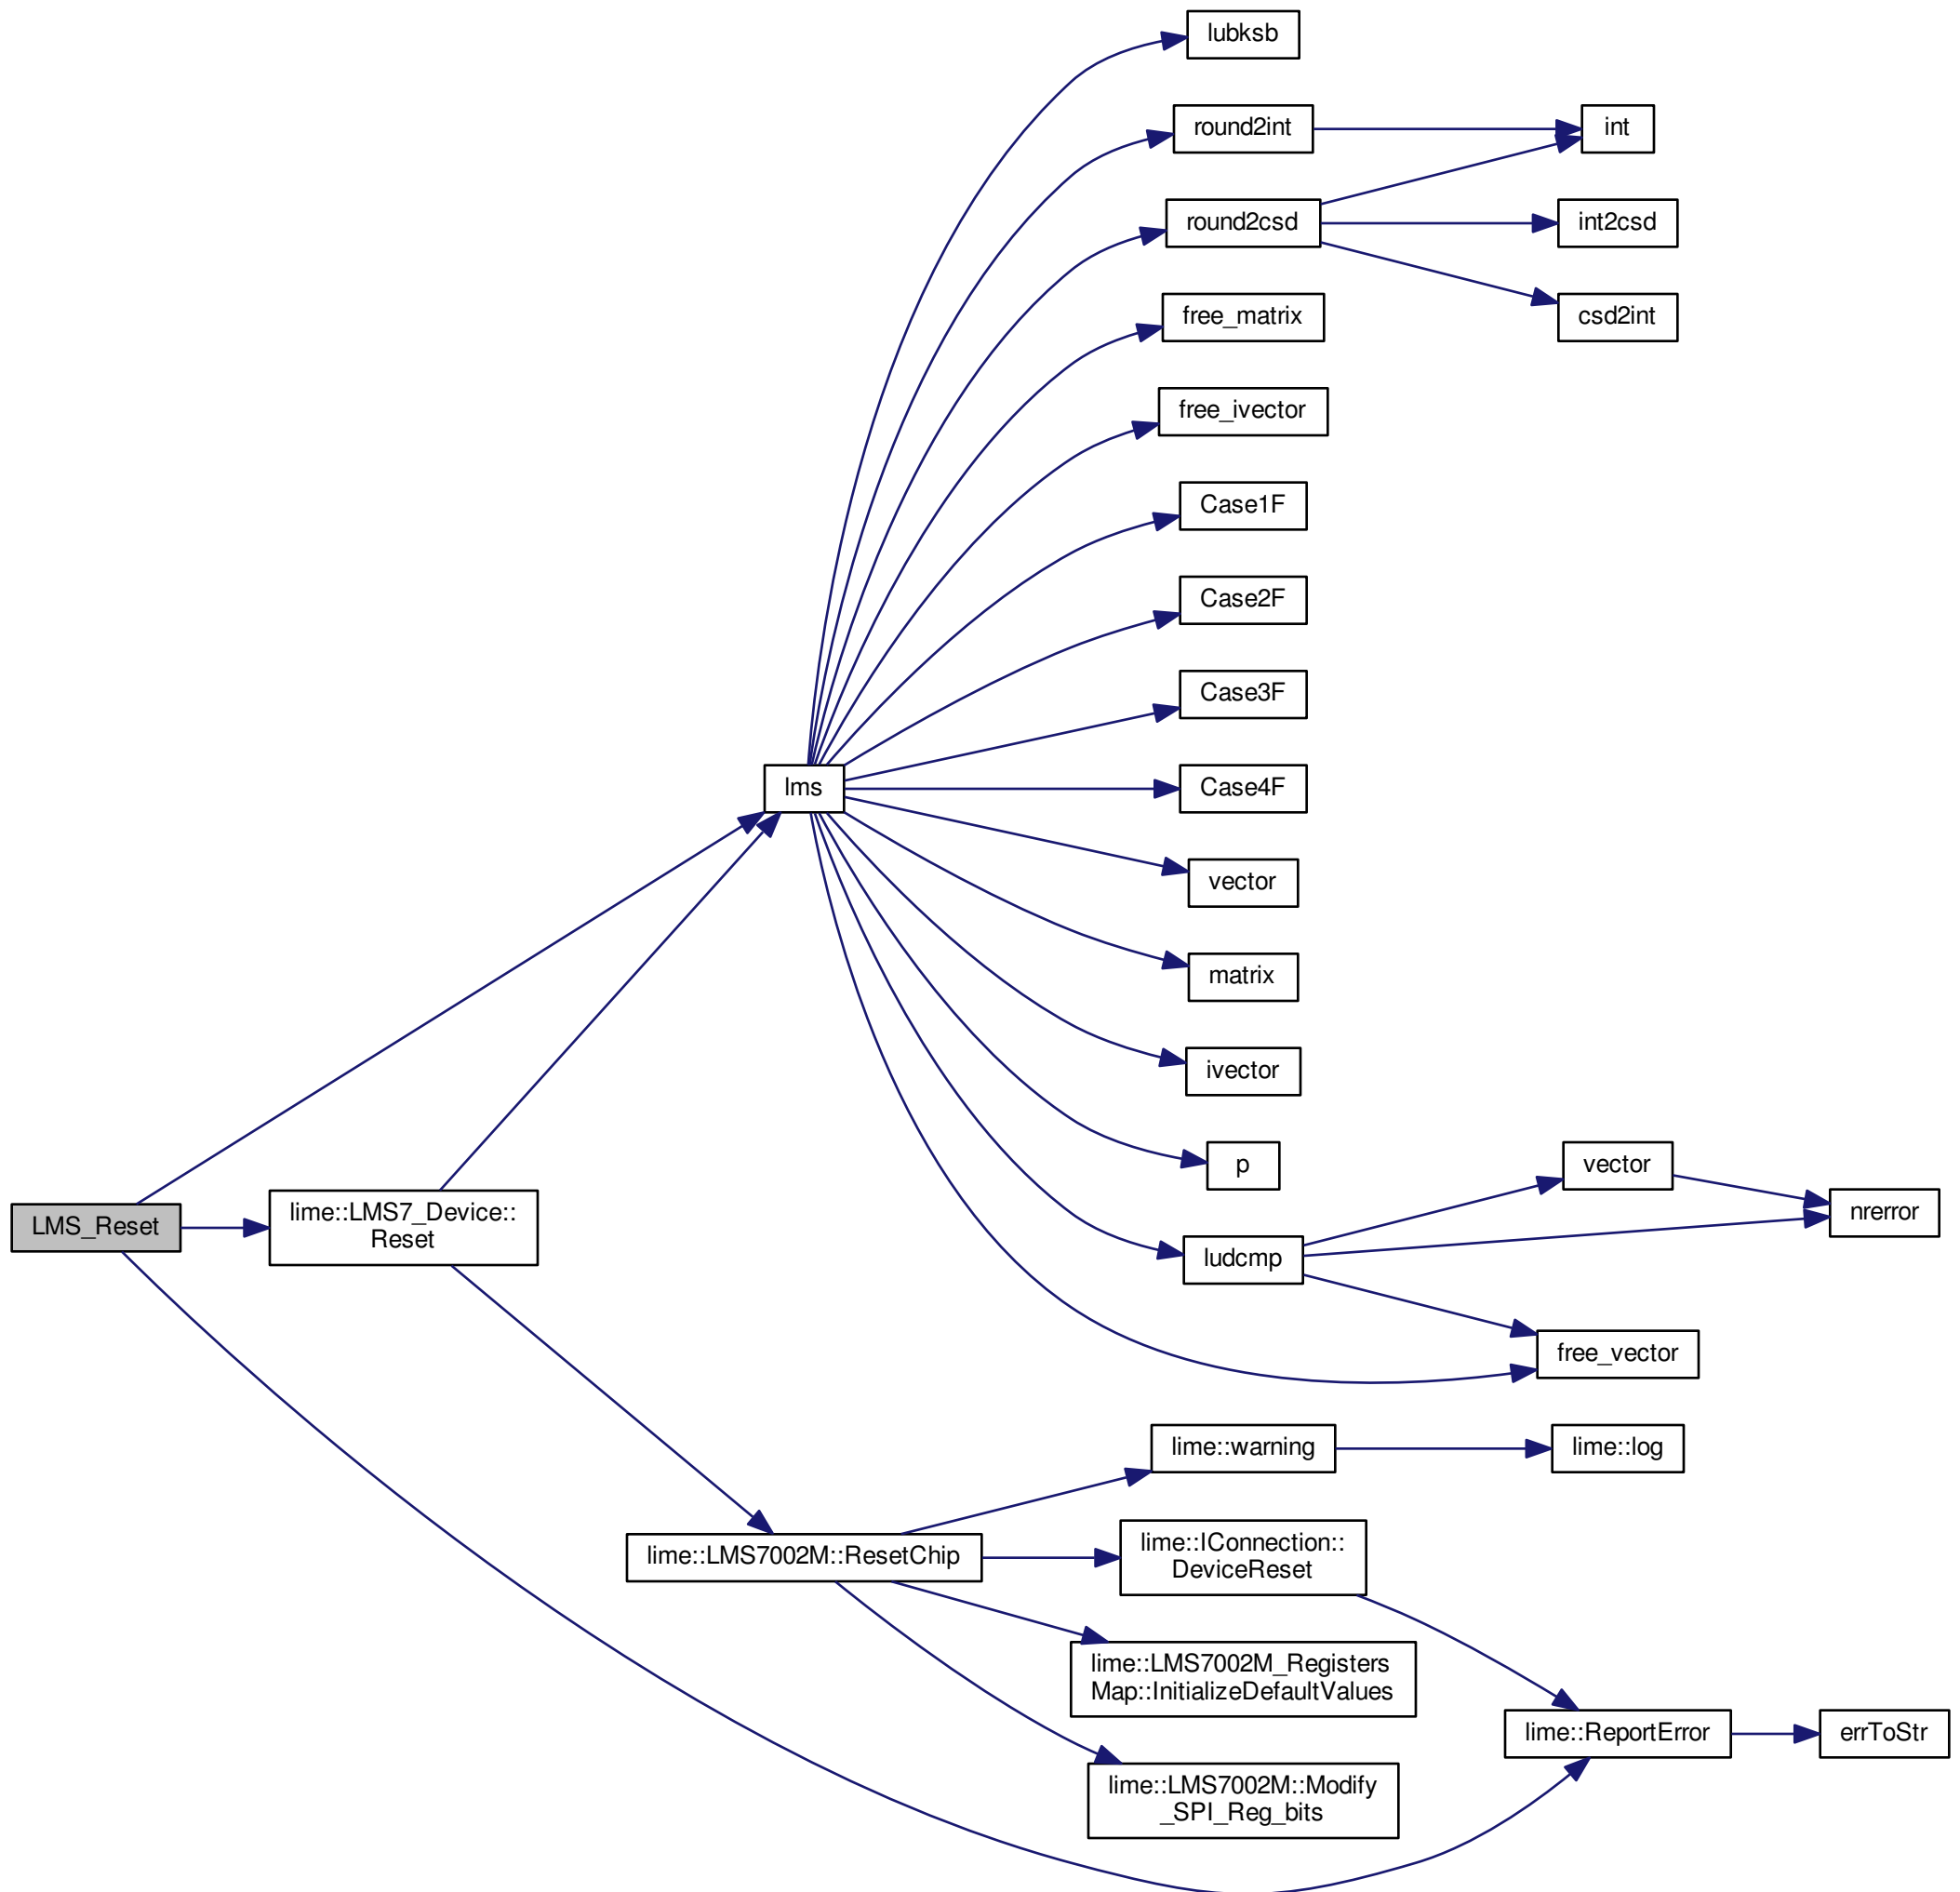 lubksb
round2int
int
round2csd
int2csd
free_matrix
csd2int
free_ivector
Case1F
Case2F
Case3F
lms
Case4F
vector
matrix
ivector
p
vector
LMS_Reset
lime::LMS7_Device::
Reset
nrerror
ludcmp
free_vector
lime::warning
lime::log
lime::LMS7002M::ResetChip
lime::IConnection::
DeviceReset
lime::LMS7002M_Registers
Map::InitializeDefaultValues
lime::ReportError
errToStr
lime::LMS7002M::Modify
_SPI_Reg_bits